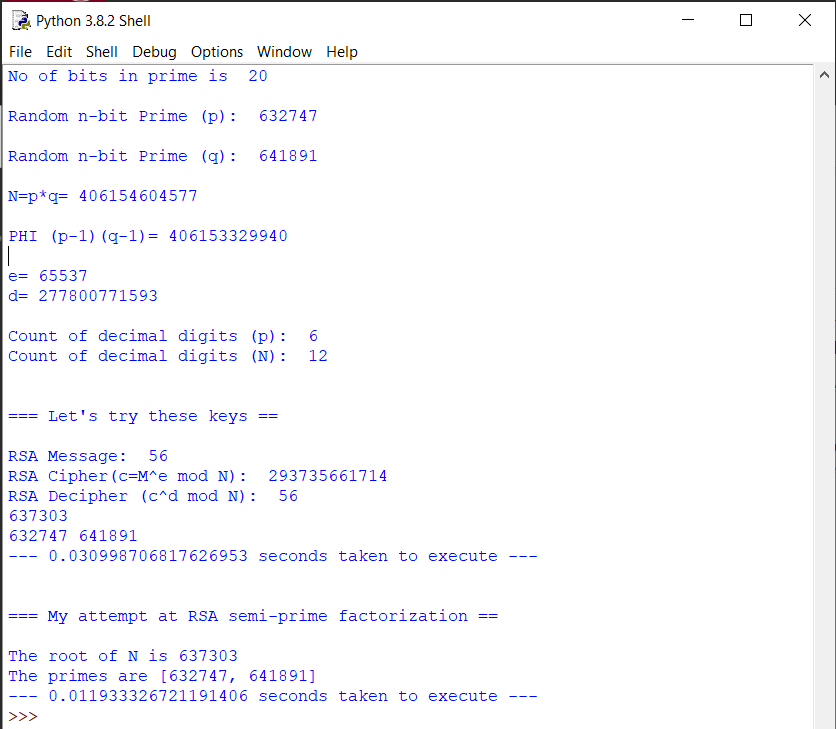 Python 3.8.2 Shell
File Edit Shell Debug Options Window Help
No of bits in prime is  20
Random n-bit Prime (p):  632747
Random n-bit Prime (q):  641891
N=p*q= 406154604577
PHI (p-1)(q-1)= 406153329940
e= 65537
d= 277800771593
Count of decimal digits (p):  6
Count of decimal digits (N):  12
=== Let's try these keys ==
RSA Message:  56
RSA Cipher(c=M^e mod N):  293735661714
RSA Decipher (c^d mod N):  56
637303
632747 641891
--- 0.030998706817626953 seconds taken to execute ---
=== My attempt at RSA semi-prime factorization ==
The root of N is 637303
The primes are [632747, 641891]
--- 0.011933326721191406 seconds taken to execute ---
>>>